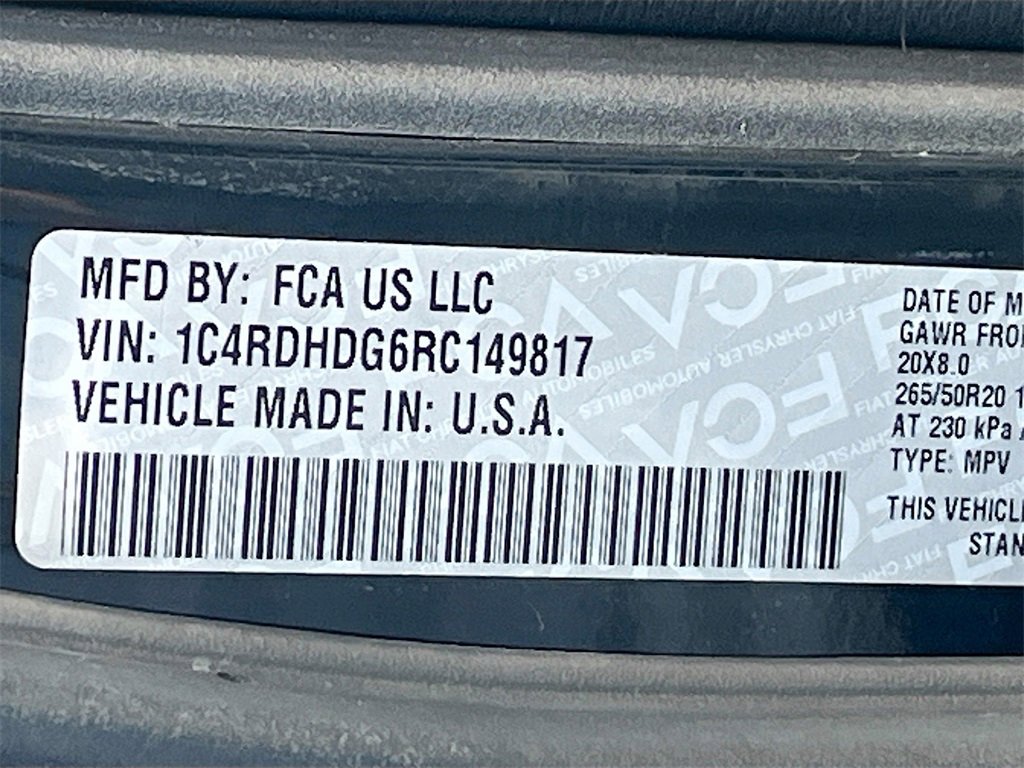 MFD BY: FCA US LLC
VIN: 1C4RDHDG6RC149817
VEHICLE MADE IN: U.S.A.
DATE OF M
GAWR FRO
20X8.0
265/50R20 1
AT 230 kPa
TYPE: MPV
THIS VEHICL
STAN